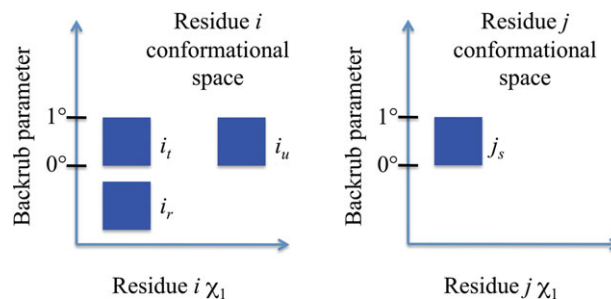 Residue i
conformational
space
Backrub parameter
1°
0°
i_t
i_u
i_r
Residue i χ₁
Residue j
conformational
space
Backrub parameter
1°
0°
j_s
Residue j χ₁